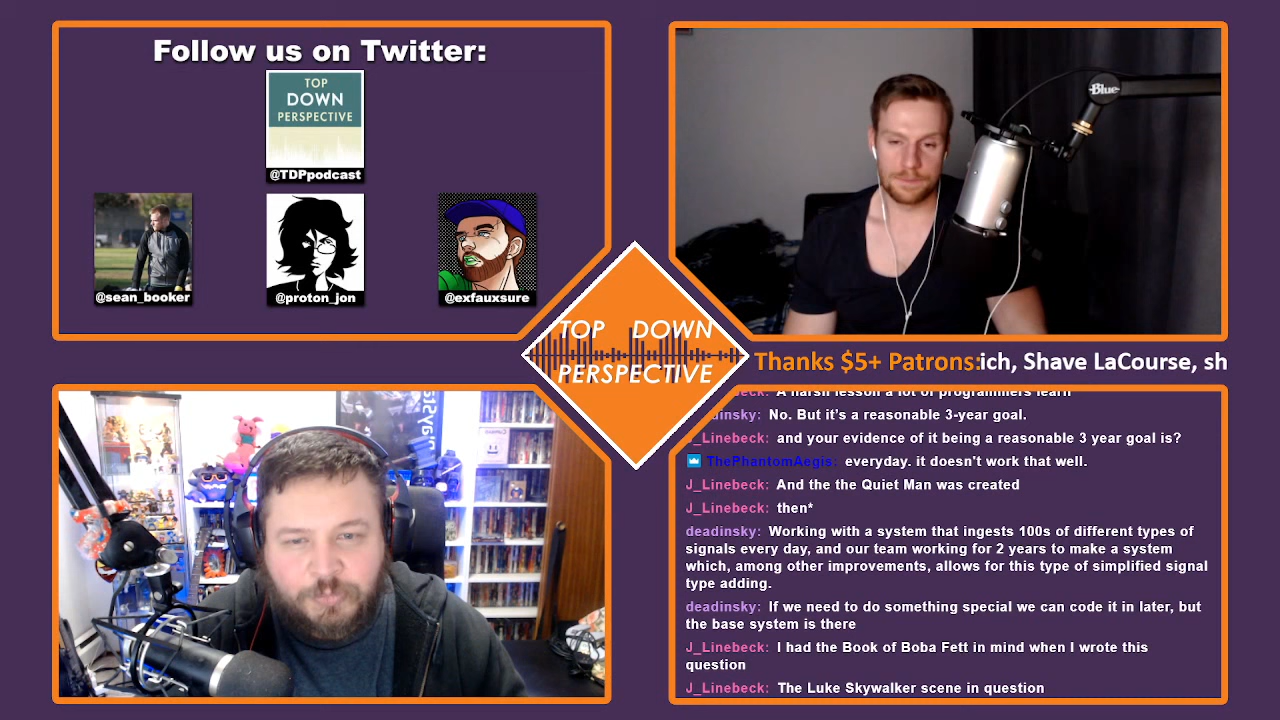 Follow us on Twitter:
TOP
DOWN
PERSPECTIVE
@TDPpodcast
@sean_booker
@proton_jon
@exfauxsure
Blue
TOP DOWN
PERSPECTIVE
Thanks $5+ Patrons:ich, Shave LaCourse, sh
A harsh lesson a lot of programmers learn
deadinsky: No. But it's a reasonable 3-year goal.
J_Linebeck: and your evidence of it being a reasonable 3 year goal is?
ThePhantomAegis: everyday. it doesn't work that well.
J_Linebeck: And the the Quiet Man was created
J_Linebeck: then*
deadinsky: Working with a system that ingests 100s of different types of
signals every day, and our team working for 2 years to make a system
which, among other improvements, allows for this type of simplified signal
type adding.
deadinsky: If we need to do something special we can code it in later, but
the base system is there
J_Linebeck: I had the Book of Boba Fett in mind when I wrote this
question
J_Linebeck: The Luke Skywalker scene in question